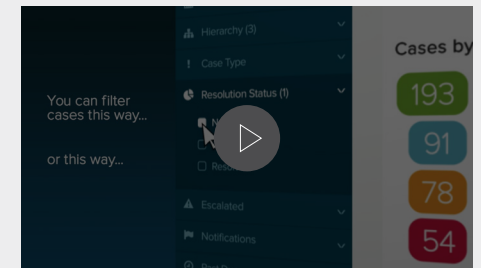 You can filter
cases this way...
or this way...
Hierarchy (3)
Case Type
Resolution Status (1)
Escalated
Notifications
Cases by
193
91
78
54